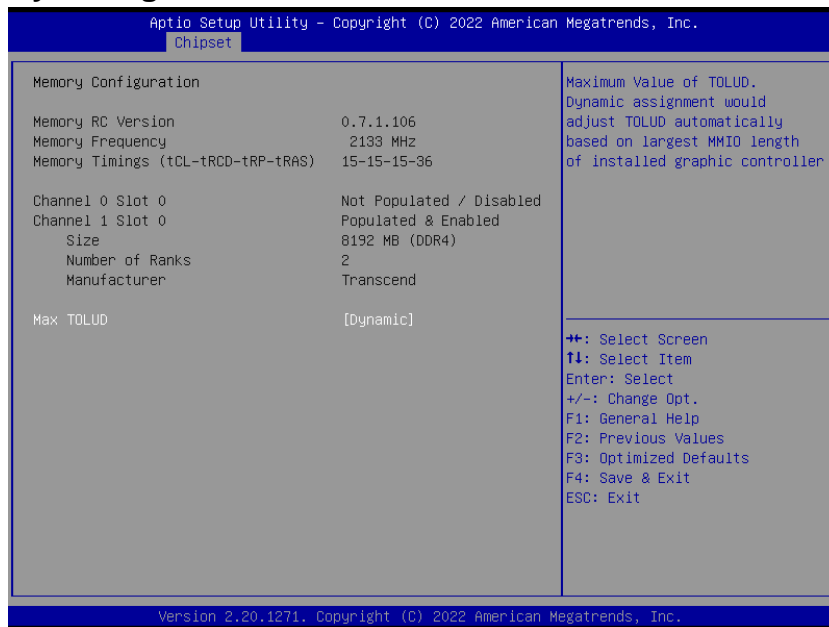 Aptio Setup Utility – Copyright (C) 2022 American Megatrends, Inc.
Chipset
Memory Configuration
Memory RC Version 0.7.1.106
Memory Frequency 2133 MHz
Memory Timings (tCL-tRCD-tRP-tRAS) 15-15-15-36
Channel 0 Slot 0 Not Populated / Disabled
Channel 1 Slot 0 Populated & Enabled
Size 8192 MB (DDR4)
Number of Ranks 2
Manufacturer Transcend
Max TOLUD [Dynamic]
Maximum Value of TOLUD.
Dynamic assignment would
adjust TOLUD automatically
based on largest MMIO length
of installed graphic controller
→←: Select Screen
↑↓: Select Item
Enter: Select
+/-: Change Opt.
F1: General Help
F2: Previous Values
F3: Optimized Defaults
F4: Save & Exit
ESC: Exit
Version 2.20.1271. Copyright (C) 2022 American Megatrends, Inc.